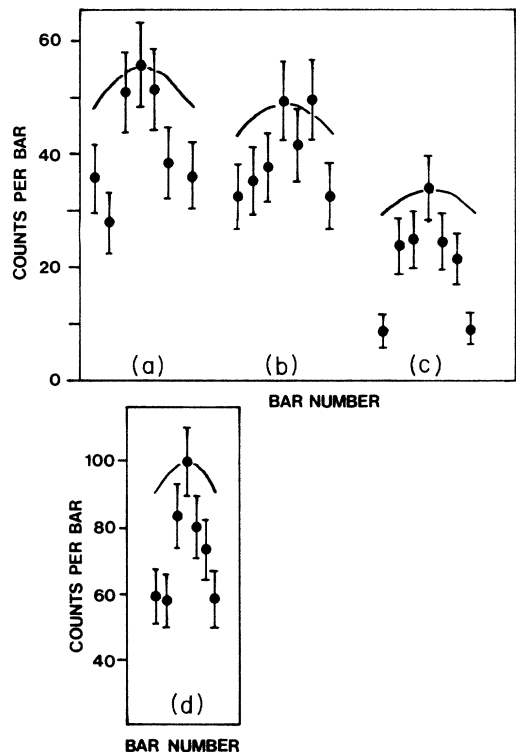 60
40
20
0
COUNTS PER BAR
(a) (b) (c)
BAR NUMBER
100
80
60
40
COUNTS PER BAR
(d)
BAR NUMBER